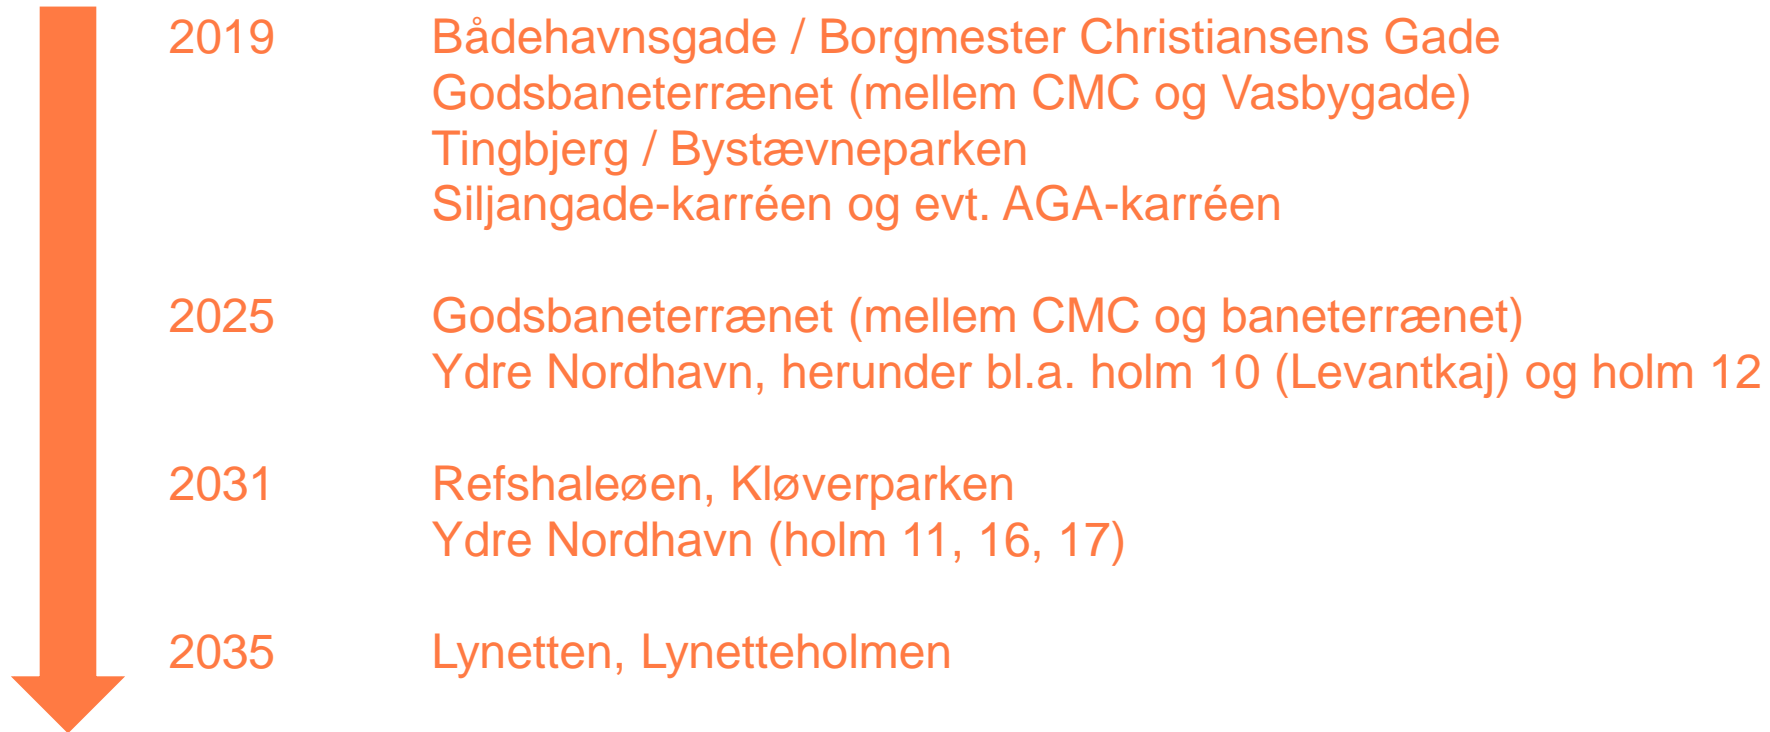 2019 Bådehavnsgade / Borgmester Christiansens Gade
Godsbaneterrænet (mellem CMC og Vasbygade)
Tingbjerg / Bystævneparken
Siljangade-karréen og evt. AGA-karréen
2025 Godsbaneterrænet (mellem CMC og baneterrænet)
Ydre Nordhavn, herunder bl.a. holm 10 (Levantkaj) og holm 12
2031 Refshaleøen, Kløverparken
Ydre Nordhavn (holm 11, 16, 17)
2035 Lynetten, Lynetteholmen